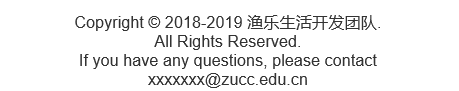 Copyright © 2018-2019 渔乐生活开发团队.
All Rights Reserved.
If you have any questions, please contact
xxxxxxx@zucc.edu.cn